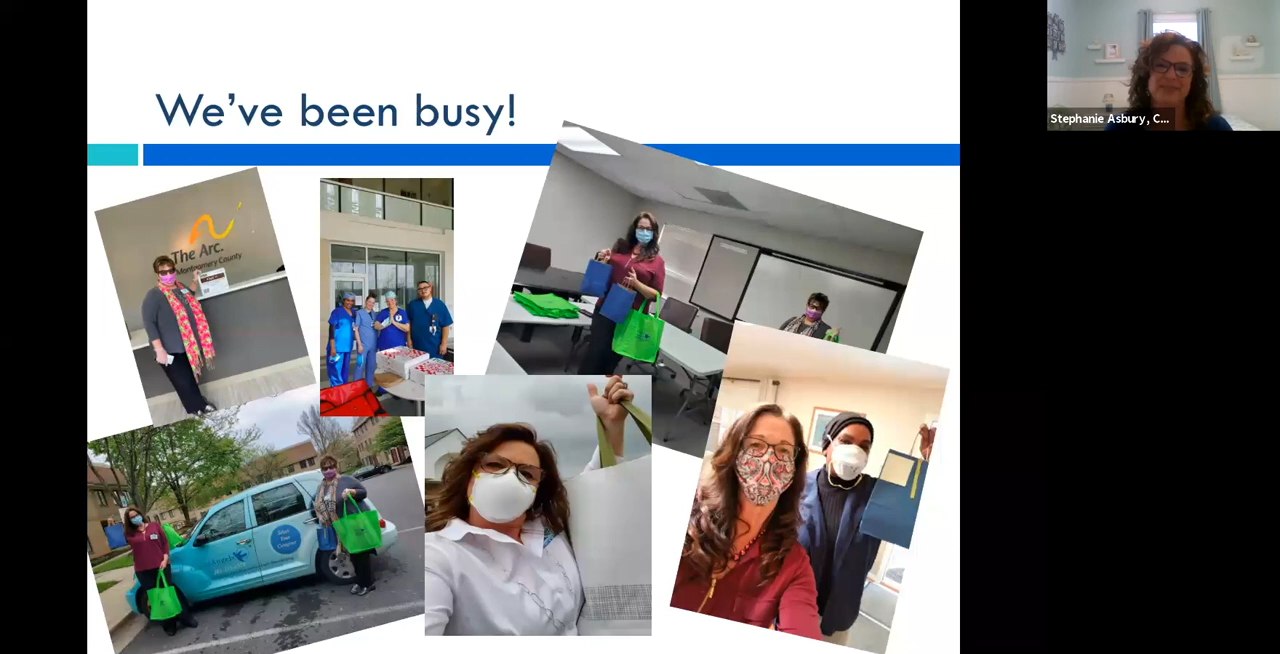 We've been busy!
Stephanie Asbury, C...
The Arc.
Montgomery County